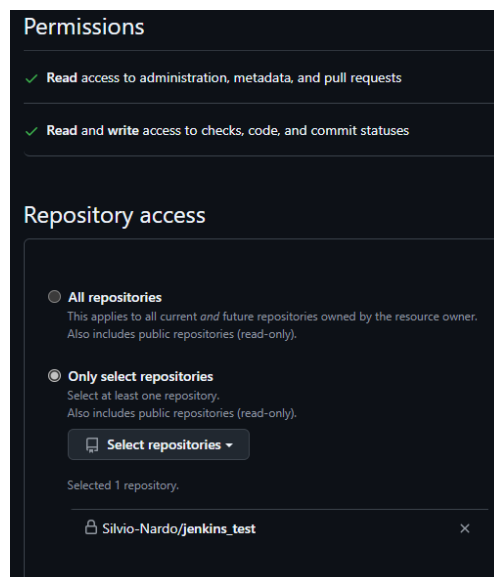 Permissions
Read access to administration, metadata, and pull requests
Read and write access to checks, code, and commit statuses
Repository access
All repositories
This applies to all current and future repositories owned by the resource owner.
Also includes public repositories (read-only).
Only select repositories
Select at least one repository.
Also includes public repositories (read-only).
Select repositories
Selected 1 repository.
Silvio-Nardo/jenkins_test